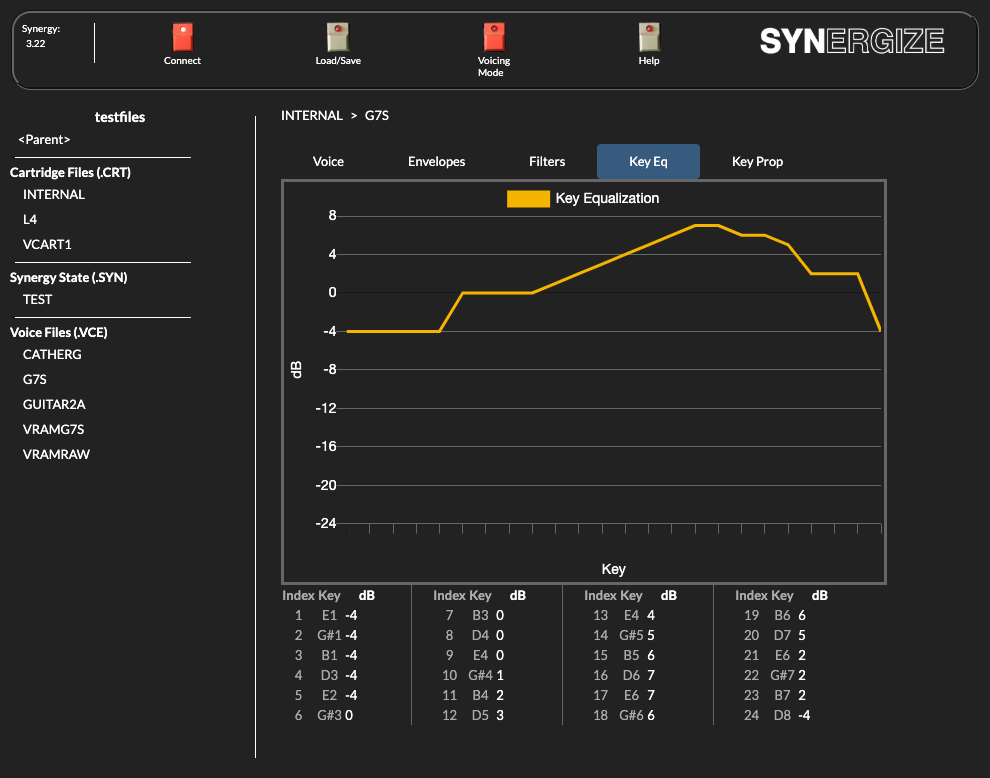 Synergy:
3.22
Connect
Load/Save
Voicing
Mode
Help
SYNERGIZE
testfiles
<Parent>
Cartridge Files (.CRT)
INTERNAL
L4
VCART1
Synergy State (.SYN)
TEST
Voice Files (.VCE)
CATHERG
G7S
GUITAR2A
VRAMG7S
VRAMRAW
INTERNAL > G7S
Voice Envelopes Filters Key Eq Key Prop
Key Equalization
8
4
0
-4
-8
-12
-16
-20
-24
dB
Key
Index Key dB Index Key dB Index Key dB Index Key dB
1 E1 -4 7 B3 0 13 E4 4 19 B6 6
2 G#1 -4 8 D4 0 14 G#5 5 20 D7 5
3 B1 -4 9 E4 0 15 B5 6 21 E6 2
4 D3 -4 10 G#4 1 16 D6 7 22 G#7 2
5 E2 -4 11 B4 2 17 E6 7 23 B7 2
6 G#3 0 12 D5 3 18 G#6 6 24 D8 -4